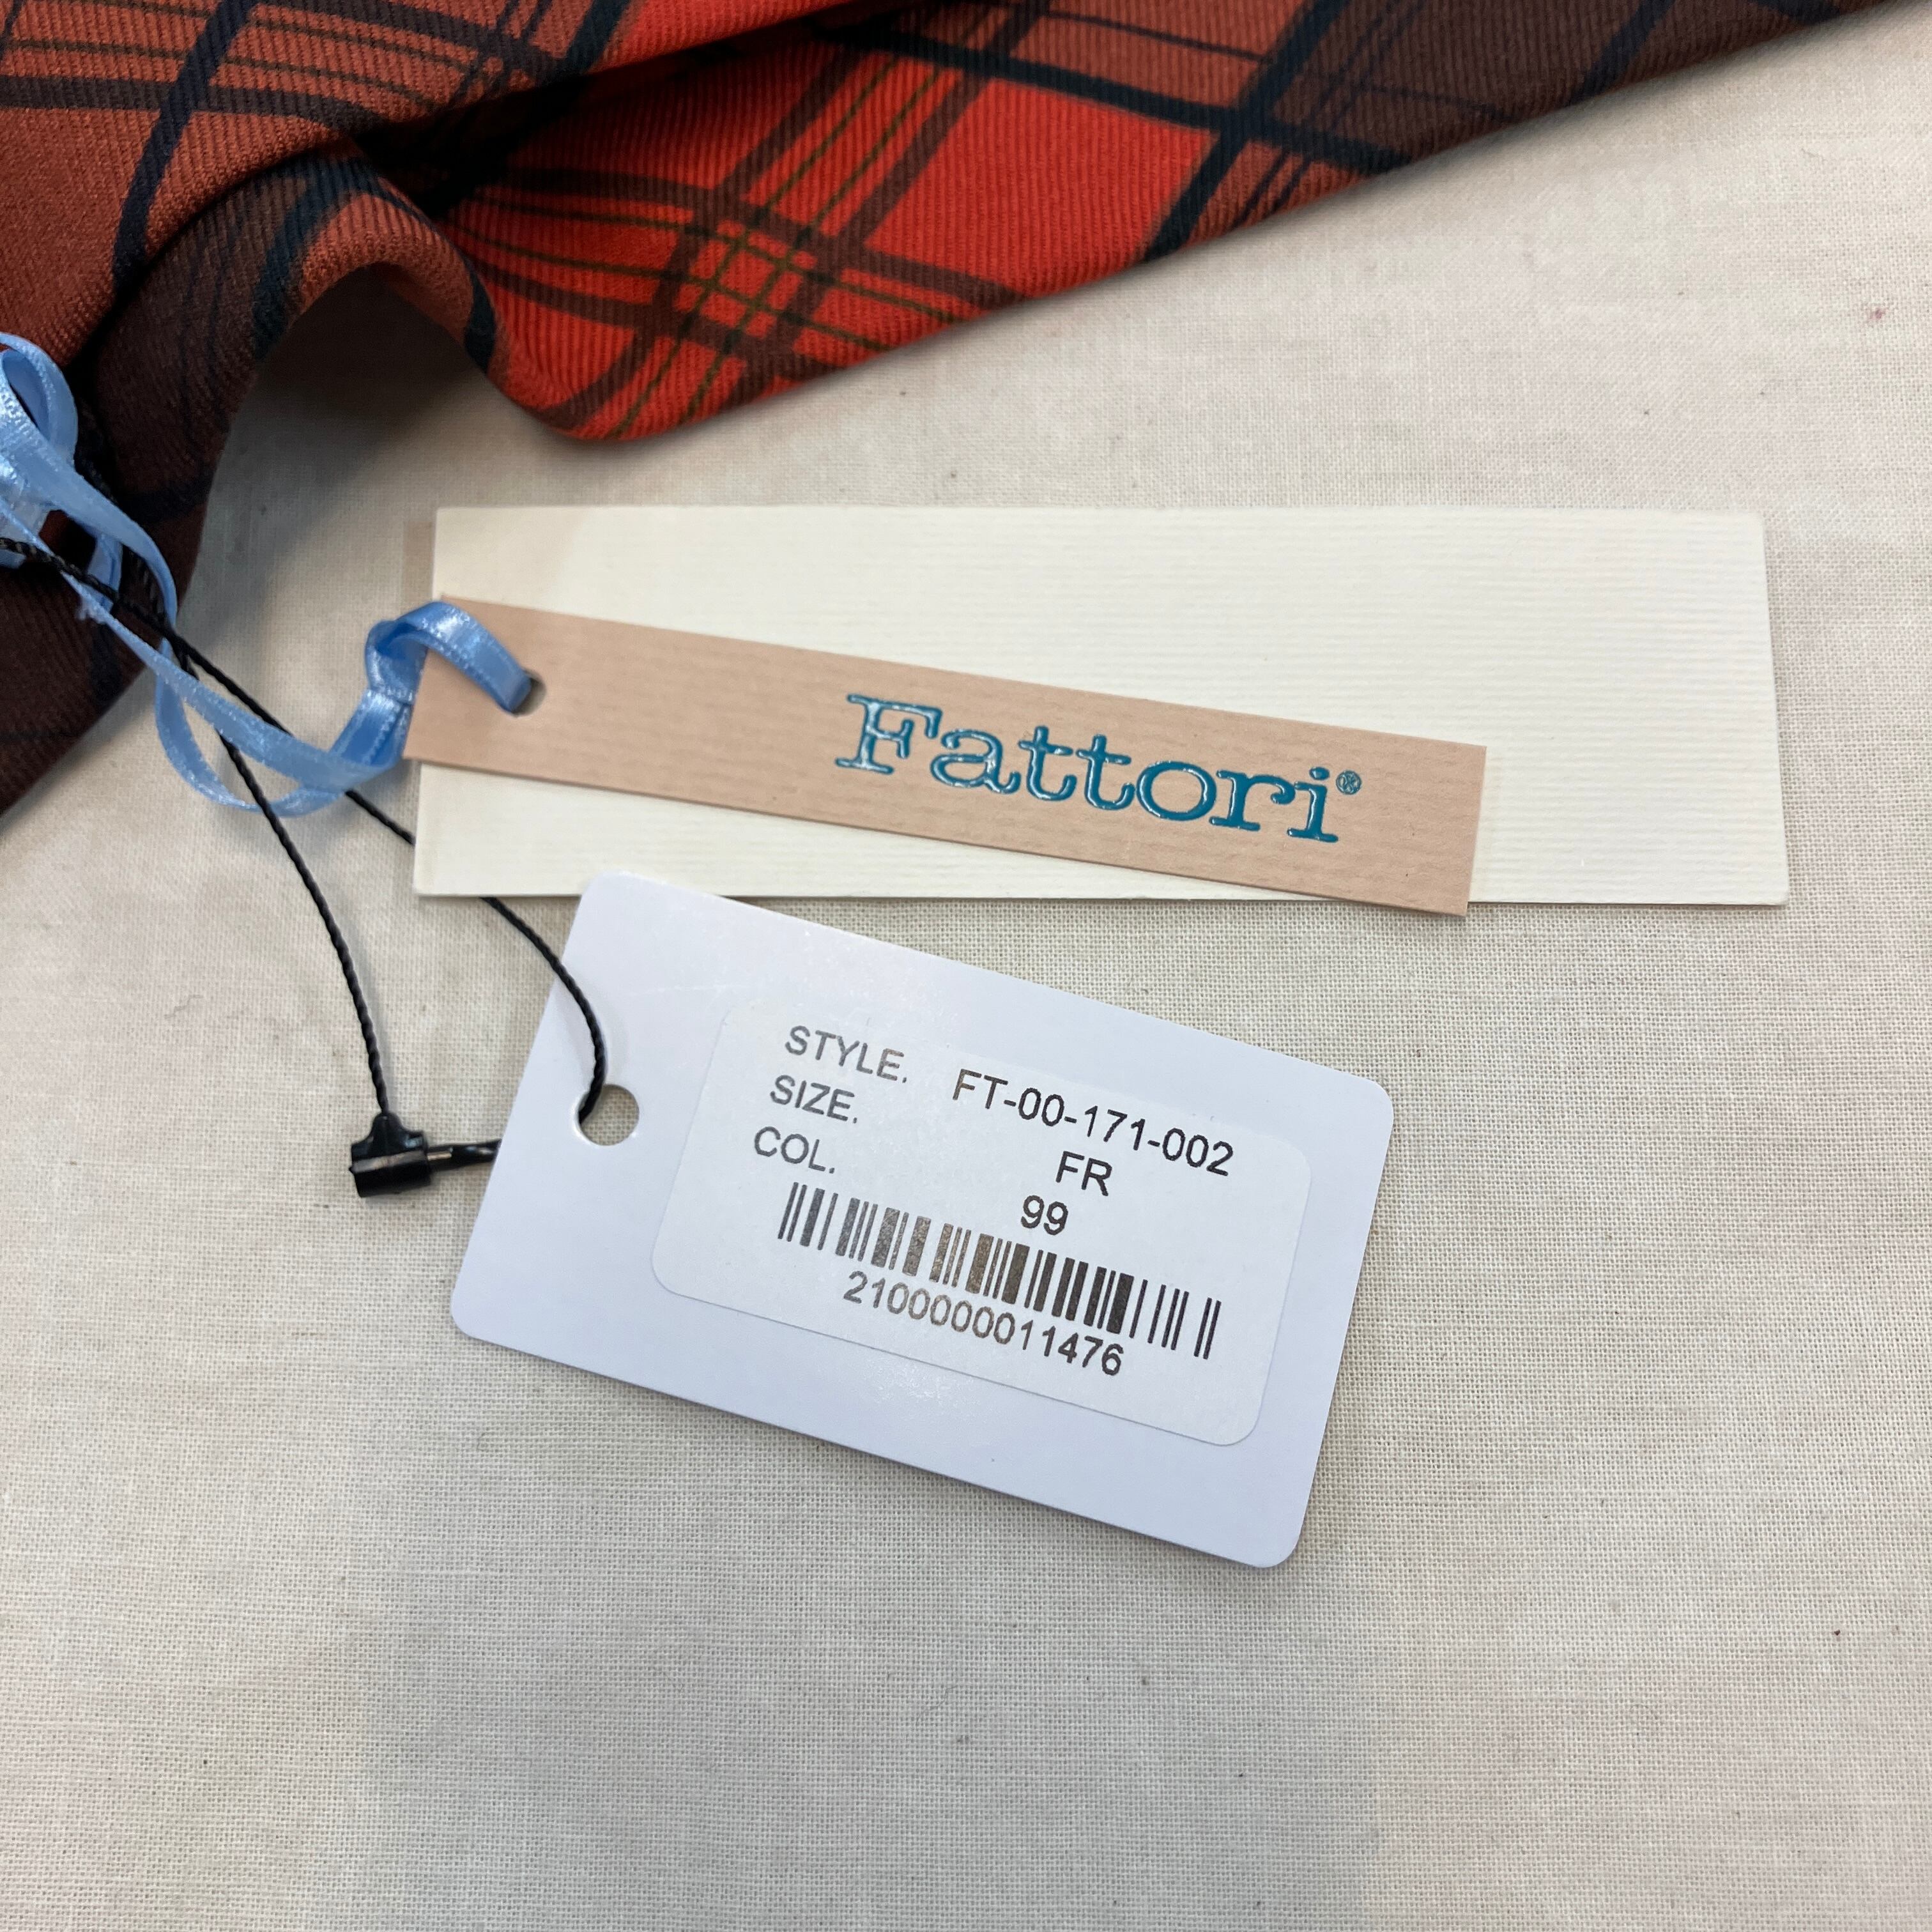 Fattori®
STYLE. FT-00-171-002
SIZE. FR
COL. 99
2100000011476